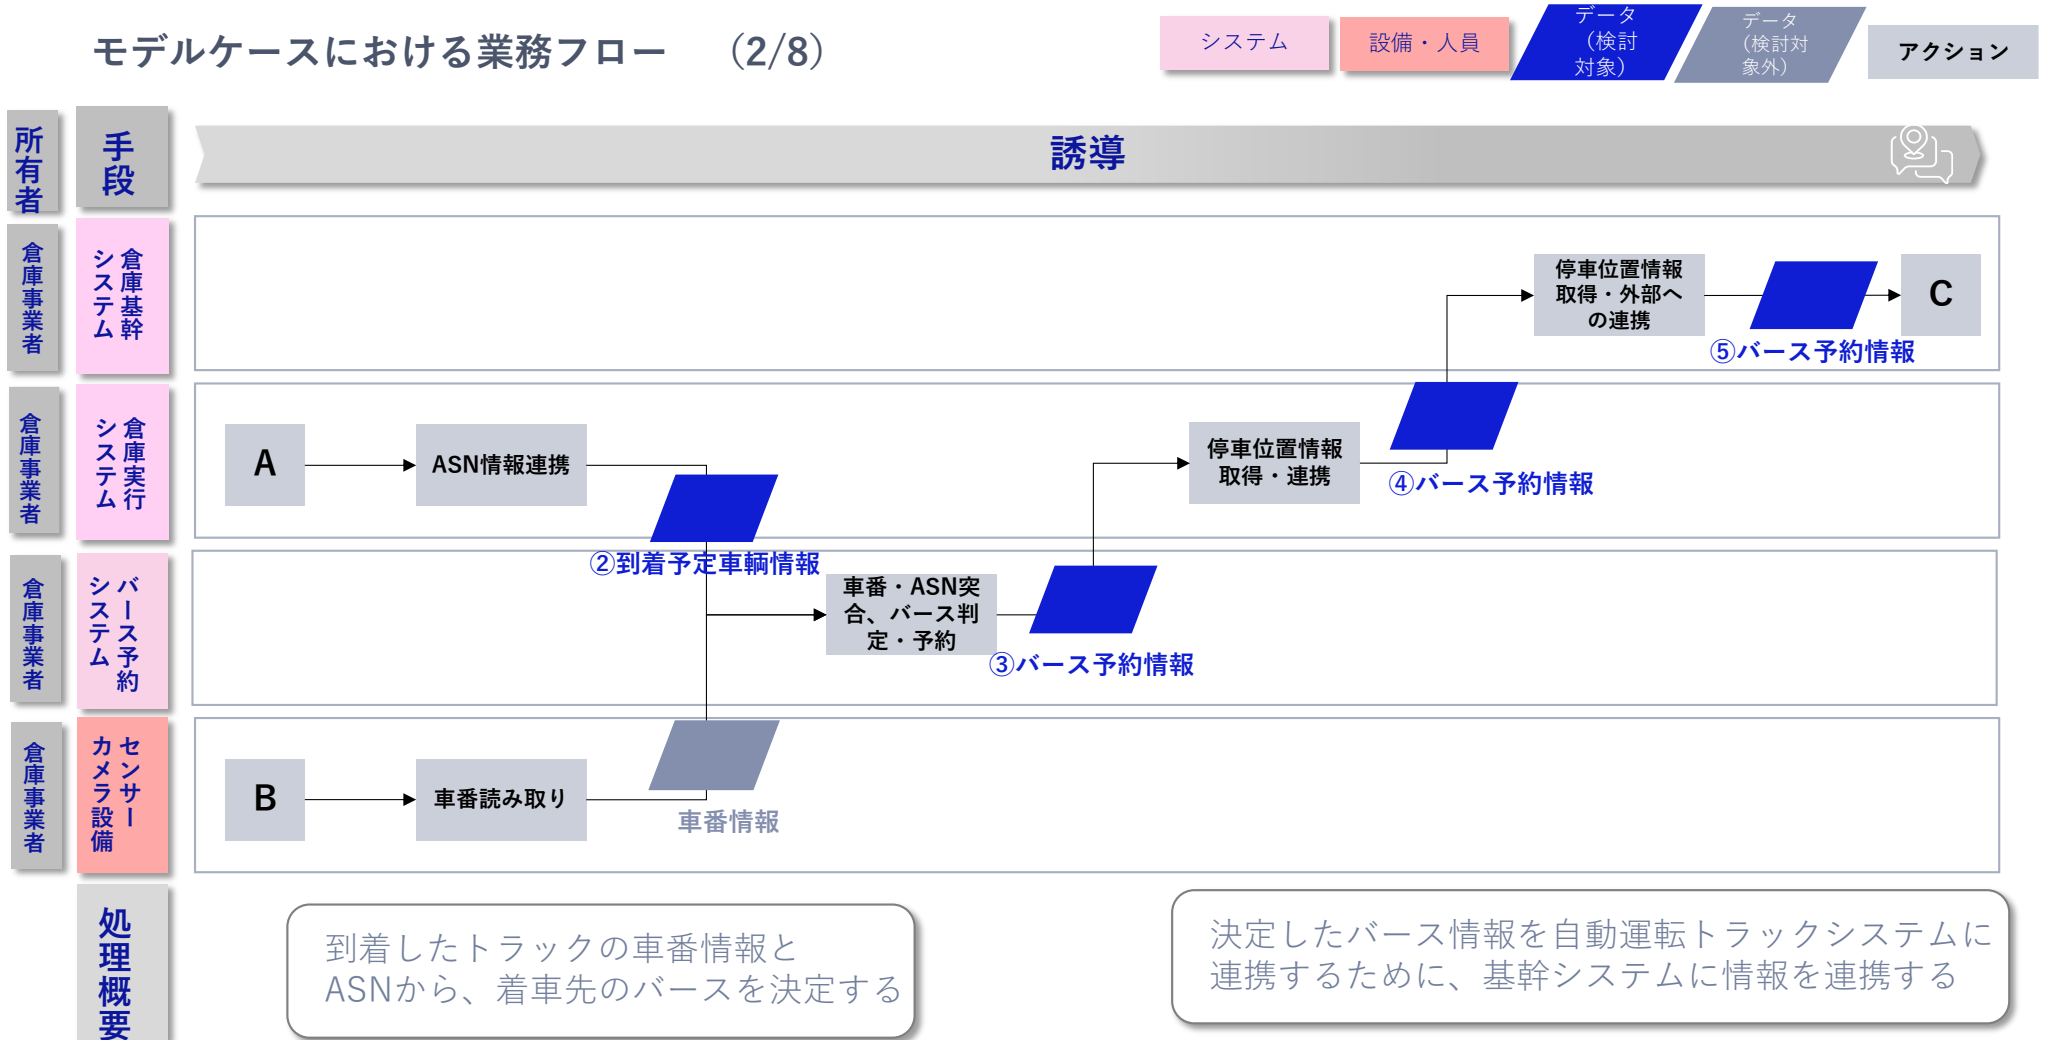 モデルケースにおける業務フロー　（2/8）
システム
設備・人員
データ
（検討
対象）
データ
（検討対
象外）
アクション
所有者
手段
誘導
倉庫事業者
倉庫基幹
システム
停車位置情報
取得・外部へ
の連携
C
⑤バース予約情報
倉庫事業者
倉庫実行
システム
A
ASN情報連携
②到着予定車輌情報
停車位置情報
取得・連携
④バース予約情報
倉庫事業者
バース予約
システム
車番・ASN突
合、バース判
定・予約
③バース予約情報
倉庫事業者
センサー
カメラ設備
B
車番読み取り
車番情報
処理概要
到着したトラックの車番情報と
ASNから、着車先のバースを決定する
決定したバース情報を自動運転トラックシステムに
連携するために、基幹システムに情報を連携する